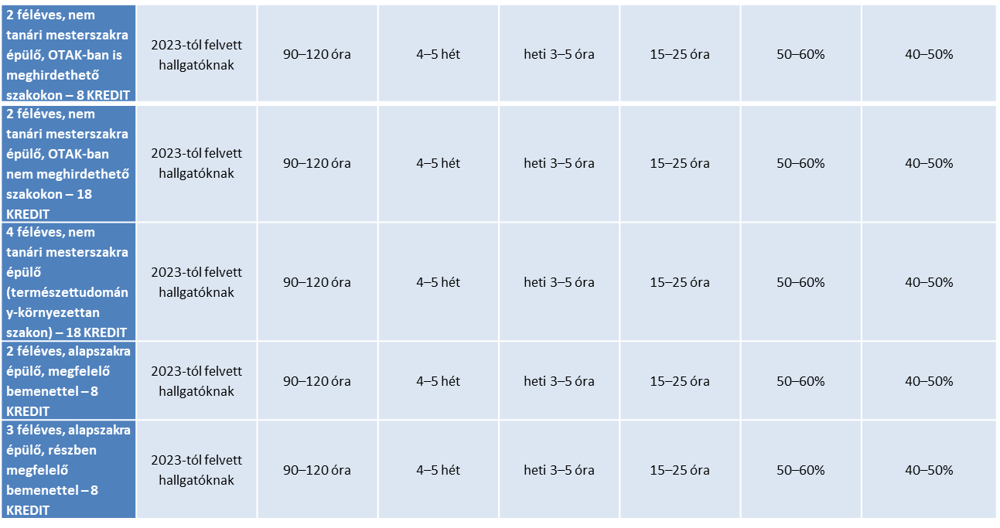 2 féléves, nem
tanári mesterszakra
épülő, OTAK-ban is
meghirdethető
szakokon – 8 KREDIT
2023-tól felvett
hallgatóknak
90–120 óra
4–5 hét
heti 3–5 óra
15–25 óra
50–60%
40–50%
2 féléves, nem
tanári mesterszakra
épülő, OTAK-ban
nem meghirdethető
szakokon – 18
KREDIT
2023-tól felvett
hallgatóknak
90–120 óra
4–5 hét
heti 3–5 óra
15–25 óra
50–60%
40–50%
4 féléves, nem
tanári mesterszakra
épülő
(természettudomán
y-környezettan
szakon) – 18 KREDIT
2023-tól felvett
hallgatóknak
90–120 óra
4–5 hét
heti 3–5 óra
15–25 óra
50–60%
40–50%
2 féléves, alapszakra
épülő, megfelelő
bemenettel – 8
KREDIT
2023-tól felvett
hallgatóknak
90–120 óra
4–5 hét
heti 3–5 óra
15–25 óra
50–60%
40–50%
3 féléves, alapszakra
épülő, részben
megfelelő
bemenettel – 8
KREDIT
2023-tól felvett
hallgatóknak
90–120 óra
4–5 hét
heti 3–5 óra
15–25 óra
50–60%
40–50%